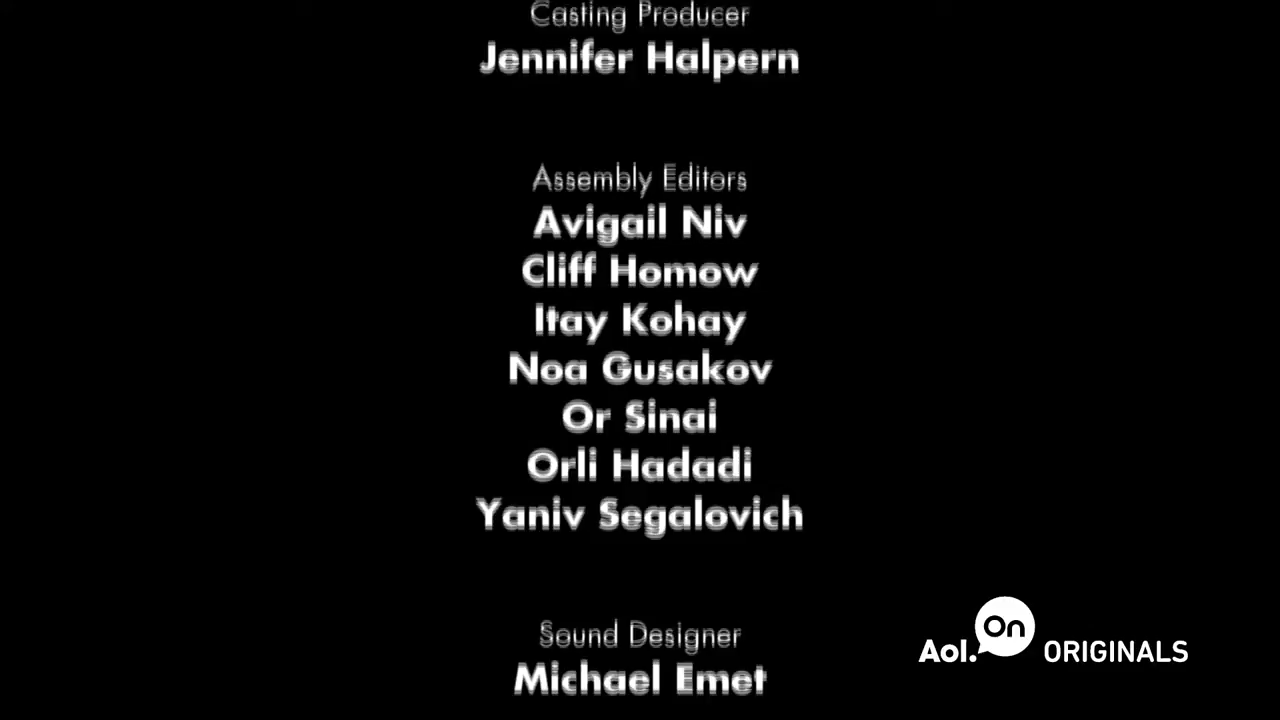 Casting Producer
Jennifer Halpern
Assembly Editors
Avigail Niv
Cliff Homow
Itay Kohay
Noa Gusakov
Or Sinai
Orli Hadadi
Yaniv Segalovich
Sound Designer
Michael Emet
Aol. On ORIGINALS